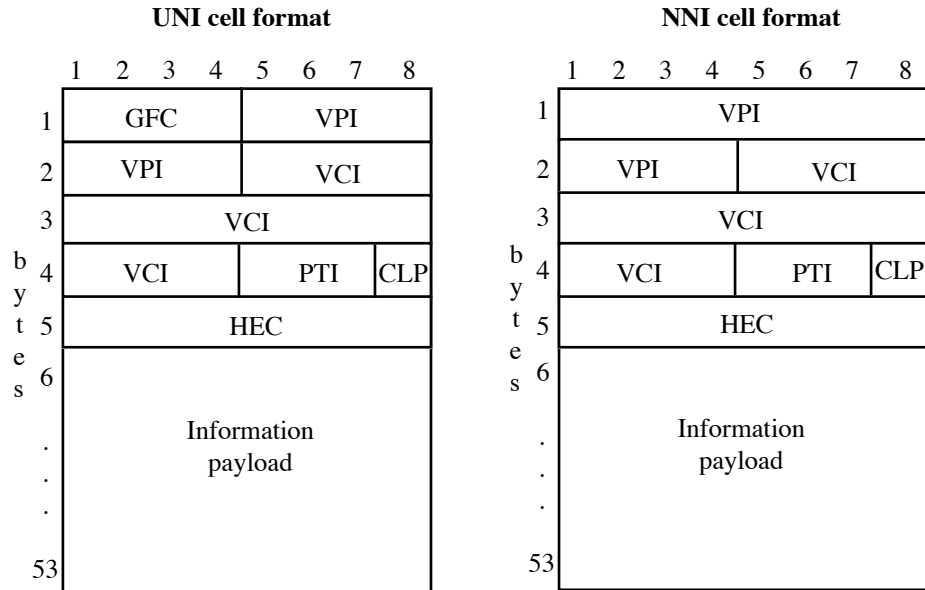 UNI cell format
1 2 3 4 5 6 7 8
1 GFC VPI
2 VPI VCI
3 VCI
4 VCI PTI CLP
5 HEC
6
Information
payload
.
.
.
53
bytes
NNI cell format
1 2 3 4 5 6 7 8
1 VPI
2 VPI VCI
3 VCI
4 VCI PTI CLP
5 HEC
6
Information
payload
.
.
.
53
bytes